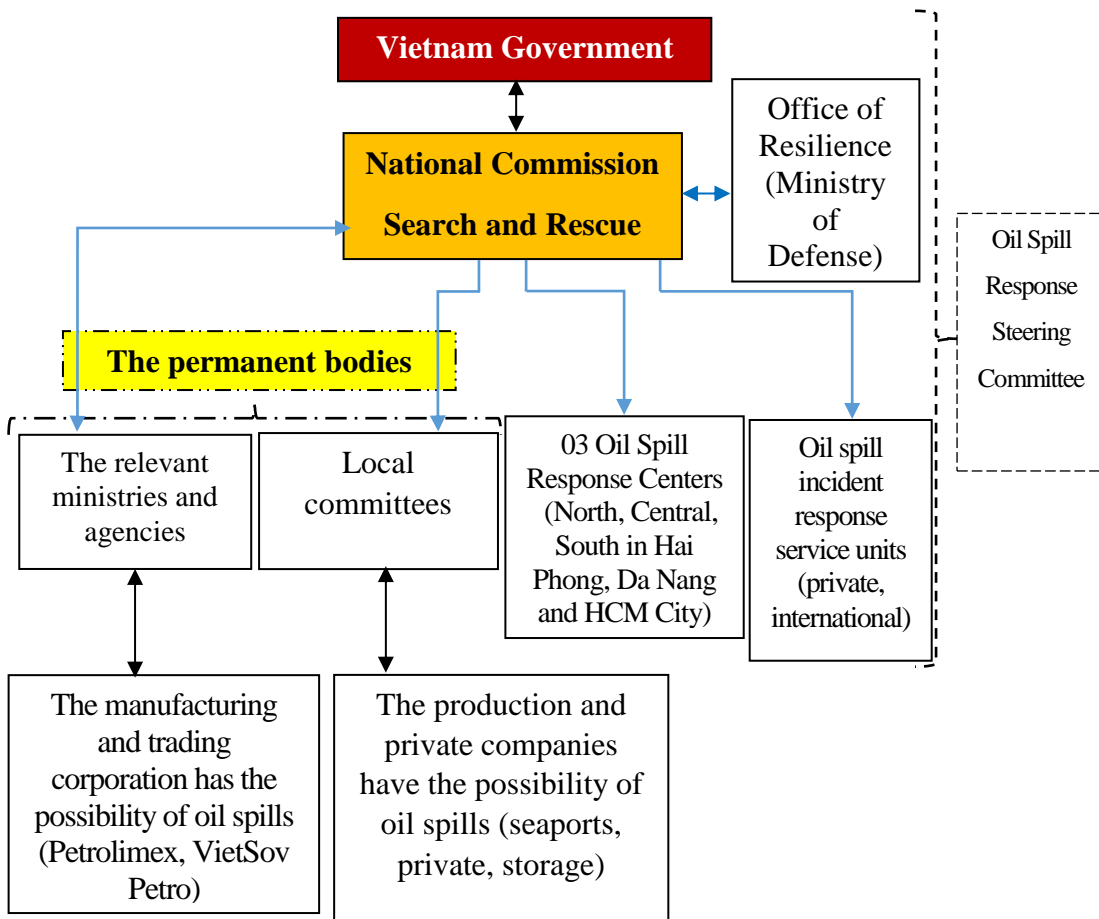 Vietnam Government
National Commission
Search and Rescue
Office of
Resilience
(Ministry
of
Defense)
Oil Spill
Response
Steering
Committee
The permanent bodies
The relevant
ministries and
agencies
Local
committees
03 Oil Spill
Response Centers
(North, Central,
South in Hai
Phong, Da Nang
and HCM City)
Oil spill
incident
response
service units
(private,
international)
The manufacturing
and trading
corporation has the
possibility of oil spills
(Petrolimex, VietSov
Petro)
The production and
private companies
have the possibility of
oil spills (seaports,
private, storage)